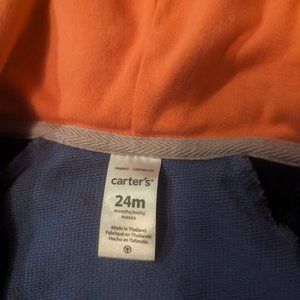 carter's®
24m
months/mois/
meses
Made in Thailand
Fabriqué en Thaïlande
Hecho en Tailandia